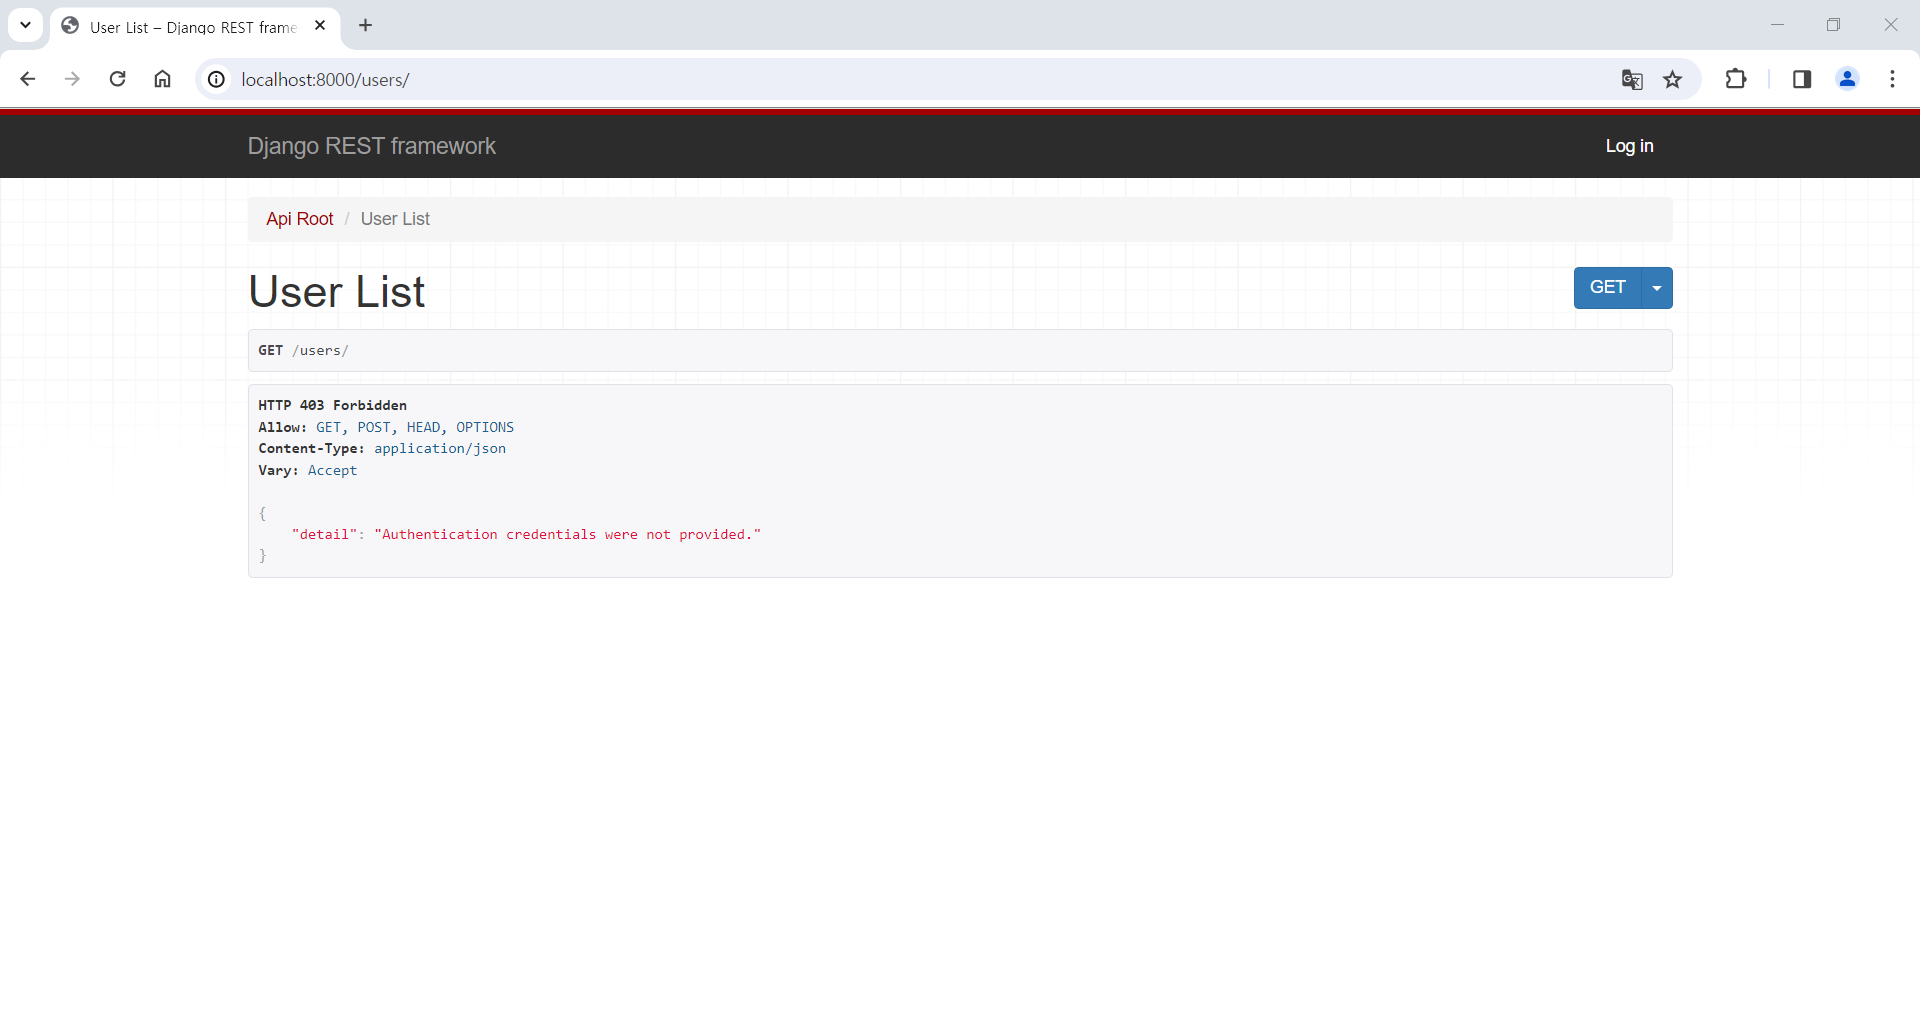 User List – Django REST frame
localhost:8000/users/
Django REST framework
Log in
Api Root / User List
User List
GET
GET /users/
HTTP 403 Forbidden
Allow: GET, POST, HEAD, OPTIONS
Content-Type: application/json
Vary: Accept
{
    "detail": "Authentication credentials were not provided."
}